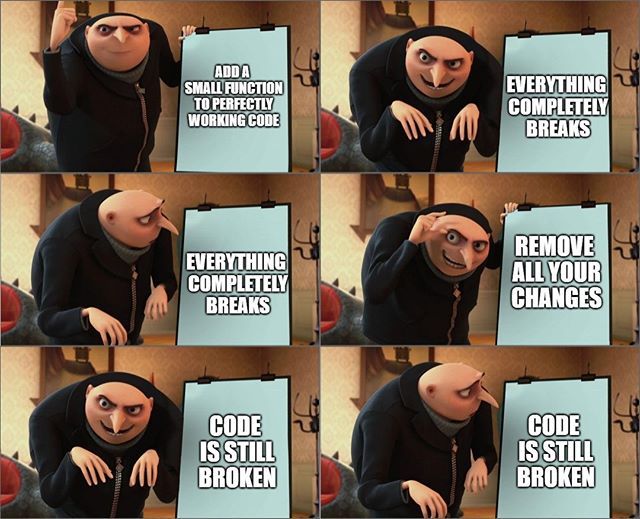 ADD A
SMALL FUNCTION
TO PERFECTLY
WORKING CODE
EVERYTHING
COMPLETELY
BREAKS
EVERYTHING
COMPLETELY
BREAKS
REMOVE
ALL YOUR
CHANGES
CODE
IS STILL
BROKEN
CODE
IS STILL
BROKEN